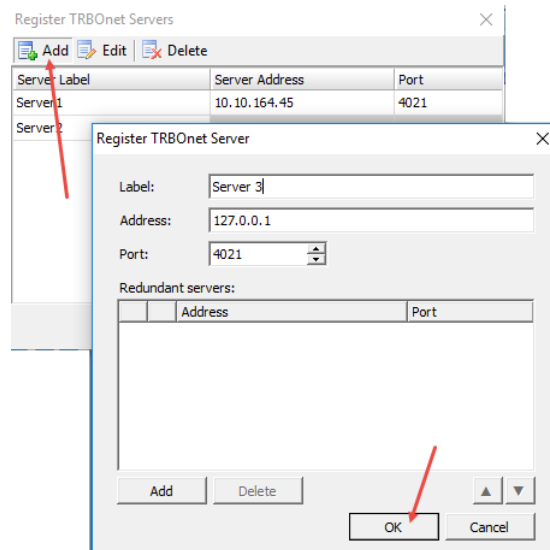 Register TRBOnet Servers
Add Edit Delete
Server Label Server Address Port
Server1 10.10.164.45 4021
Server2
Register TRBOnet Server
Label: Server 3
Address: 127.0.0.1
Port: 4021
Redundant servers:
Address Port
Add Delete
OK Cancel